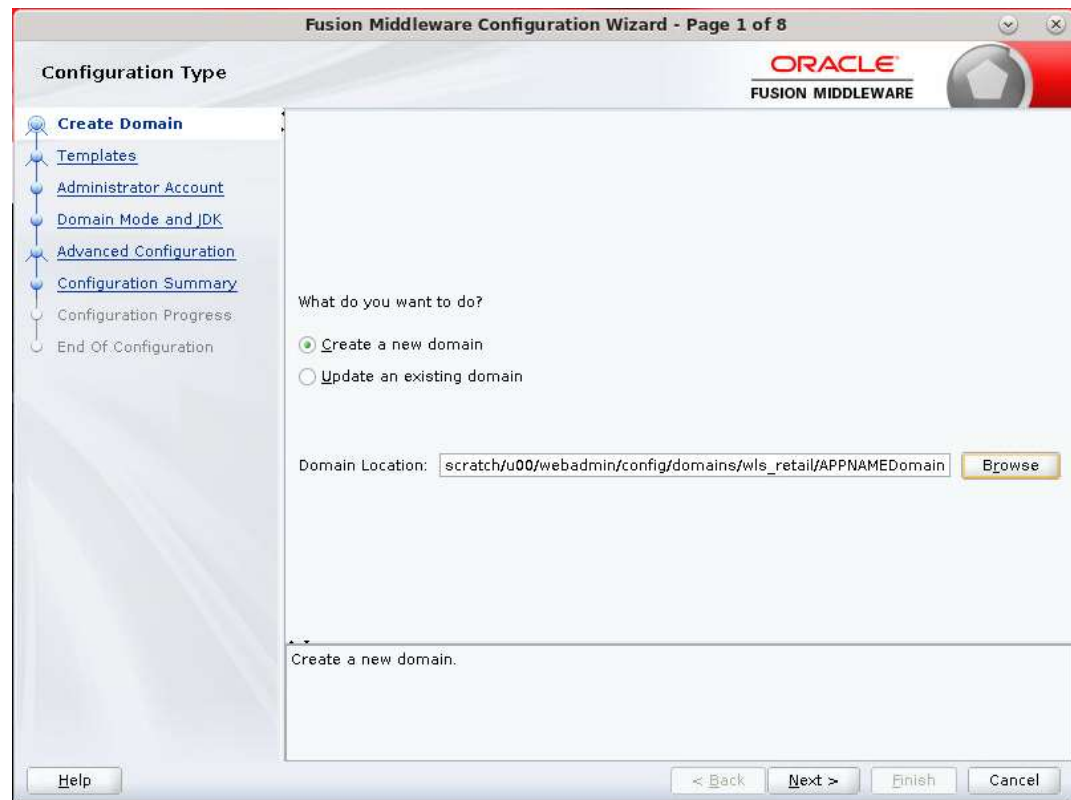 Fusion Middleware Configuration Wizard - Page 1 of 8
Configuration Type
ORACLE
FUSION MIDDLEWARE
Create Domain
Templates
Administrator Account
Domain Mode and JDK
Advanced Configuration
Configuration Summary
Configuration Progress
End Of Configuration
What do you want to do?
Create a new domain
Update an existing domain
Domain Location: scratch/u00/webadmin/config/domains/wls_retail/APPNAMEDomain Browse
Create a new domain.
Help < Back Next > Finish Cancel